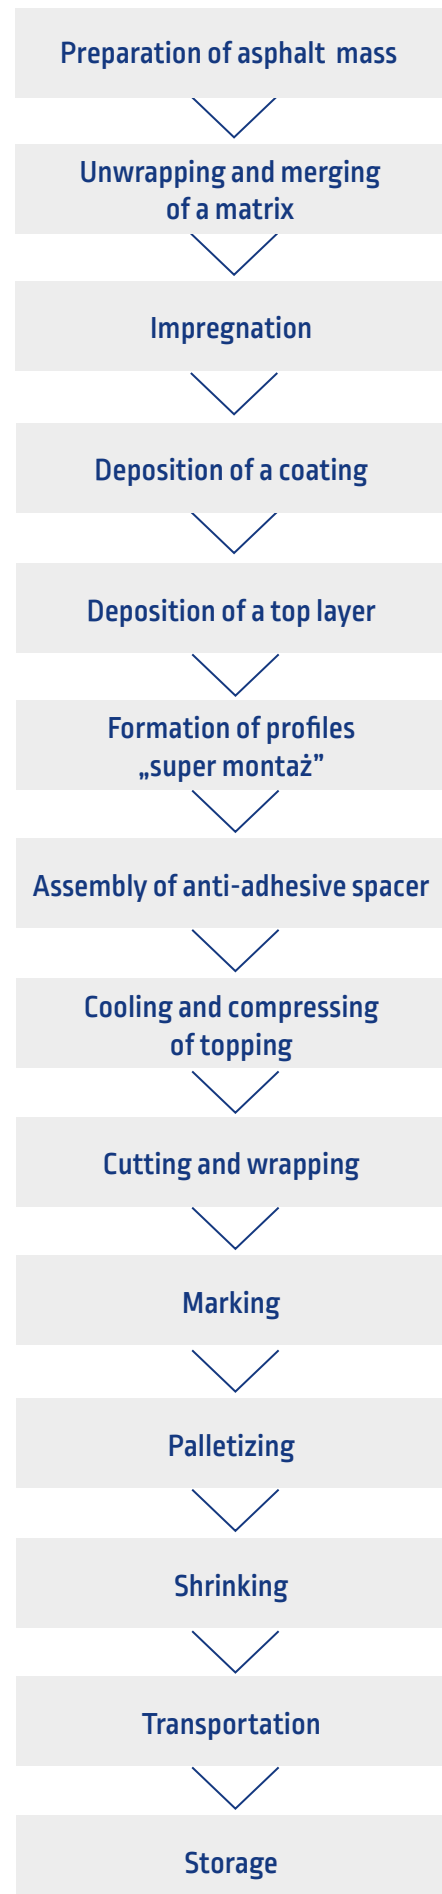 Preparation of asphalt mass
Unwrapping and merging
of a matrix
Impregnation
Deposition of a coating
Deposition of a top layer
Formation of profiles
„super montaż”
Assembly of anti-adhesive spacer
Cooling and compressing
of topping
Cutting and wrapping
Marking
Palletizing
Shrinking
Transportation
Storage